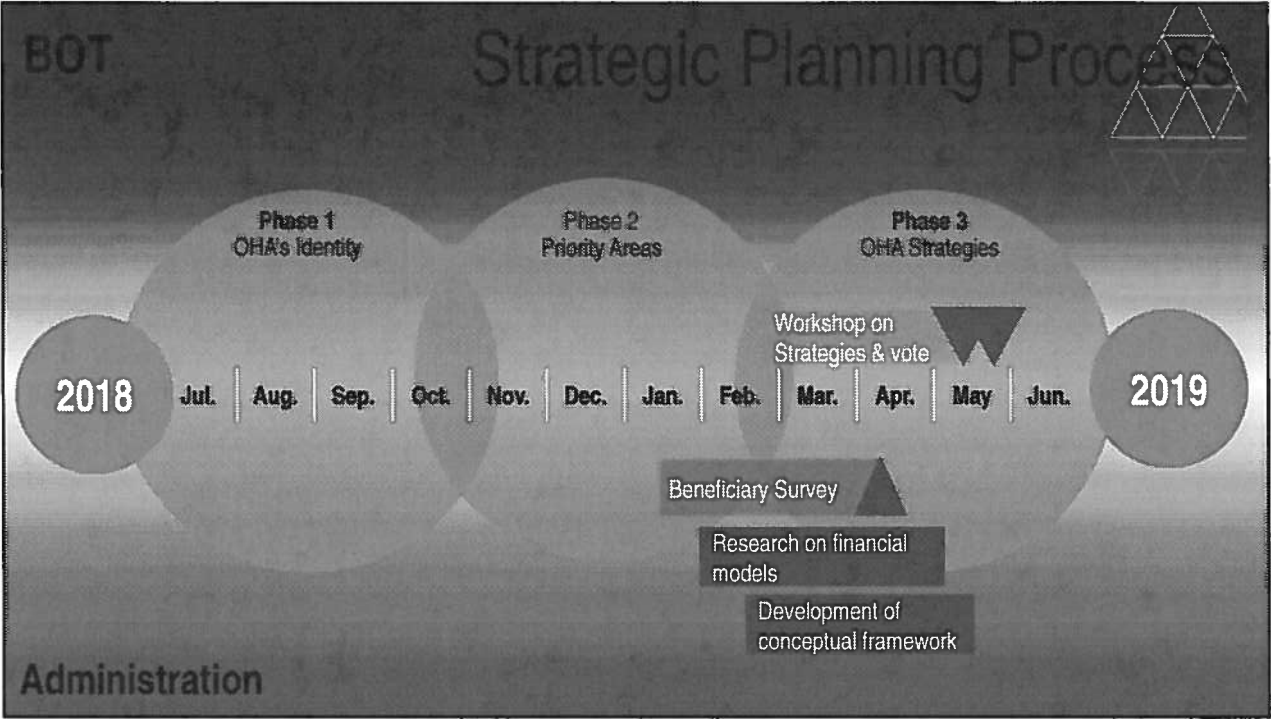 BOT
Strategic Planning Process
Phase 1
OHA's Identity
Phase 2
Priority Areas
Phase 3
OHA Strategies
Workshop on
Strategies & vote
2018
Jul. Aug. Sep. Oct. Nov. Dec. Jan. Feb. Mar. Apr. May Jun.
2019
Beneficiary Survey
Research on financial
models
Development of
conceptual framework
Administration